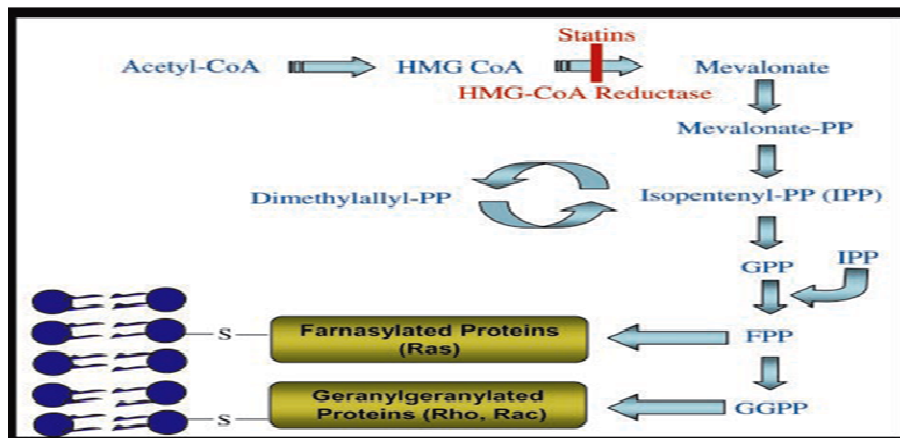 Statins
Acetyl-CoA HMG CoA Mevalonate
HMG-CoA Reductase
Mevalonate-PP
Dimethylallyl-PP Isopentenyl-PP (IPP)
GPP IPP
S Farnasylated Proteins
(Ras)
FPP
S Geranylgeranylated
Proteins (Rho, Rac)
GGPP